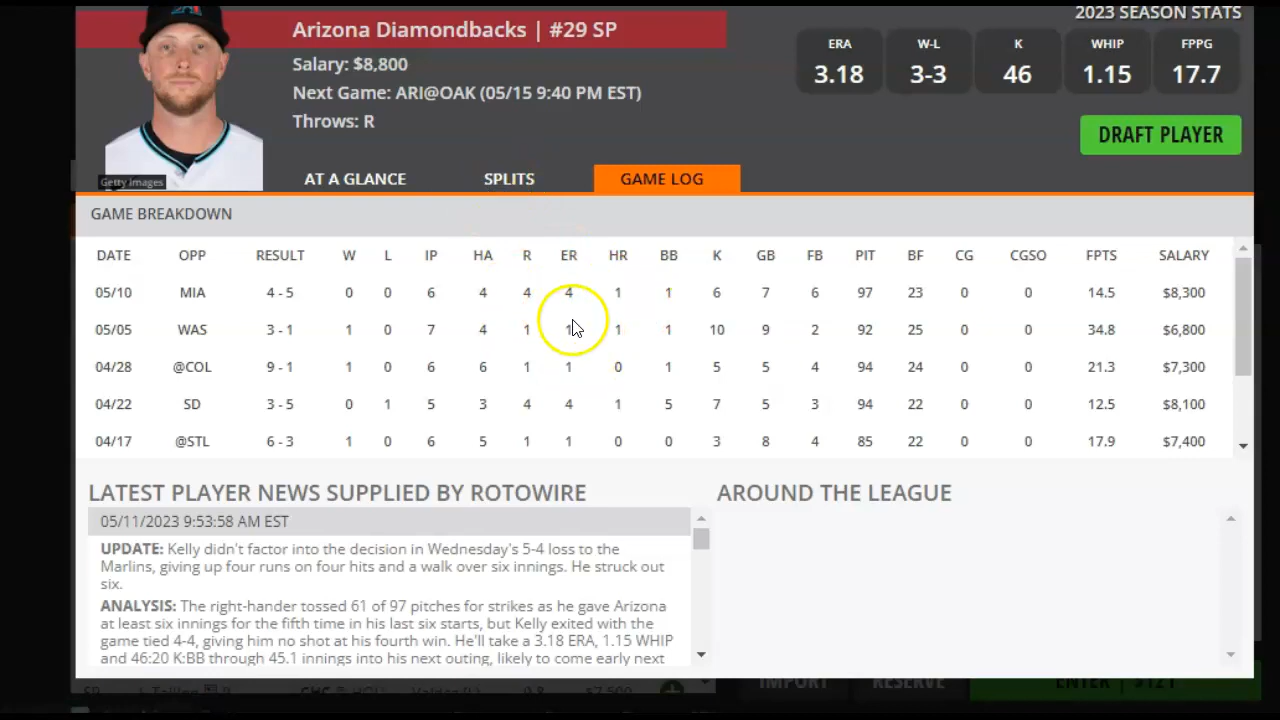 Arizona Diamondbacks | #29 SP
Salary: $8,800
Next Game: ARI@OAK (05/15 9:40 PM EST)
Throws: R
Getty Images
2023 SEASON STATS
ERA W-L K WHIP FPPG
3.18 3-3 46 1.15 17.7
DRAFT PLAYER
AT A GLANCE SPLITS GAME LOG
GAME BREAKDOWN
DATE OPP RESULT W L IP HA R ER HR BB K GB FB PIT BF CG CGSO FPTS SALARY
05/10 MIA 4 - 5 0 0 6 4 4 4 1 1 6 7 6 97 23 0 0 14.5 $8,300
05/05 WAS 3 - 1 1 0 7 4 1 1 1 1 10 9 2 92 25 0 0 34.8 $6,800
04/28 @COL 9 - 1 1 0 6 6 1 1 0 1 5 5 4 94 24 0 0 21.3 $7,300
04/22 SD 3 - 5 0 1 5 3 4 4 1 5 7 5 3 94 22 0 0 12.5 $8,100
04/17 @STL 6 - 3 1 0 6 5 1 1 0 0 3 8 4 85 22 0 0 17.9 $7,400
LATEST PLAYER NEWS SUPPLIED BY ROTOWIRE
05/11/2023 9:53:58 AM EST
UPDATE: Kelly didn't factor into the decision in Wednesday's 5-4 loss to the
Marlins, giving up four runs on four hits and a walk over six innings. He struck out
six.
ANALYSIS: The right-hander tossed 61 of 97 pitches for strikes as he gave Arizona
at least six innings for the fifth time in his last six starts, but Kelly exited with the
game tied 4-4, giving him no shot at his fourth win. He'll take a 3.18 ERA, 1.15 WHIP
and 46:20 K:BB through 45.1 innings into his next outing, likely to come early next
AROUND THE LEAGUE
IMPORT RESERVE